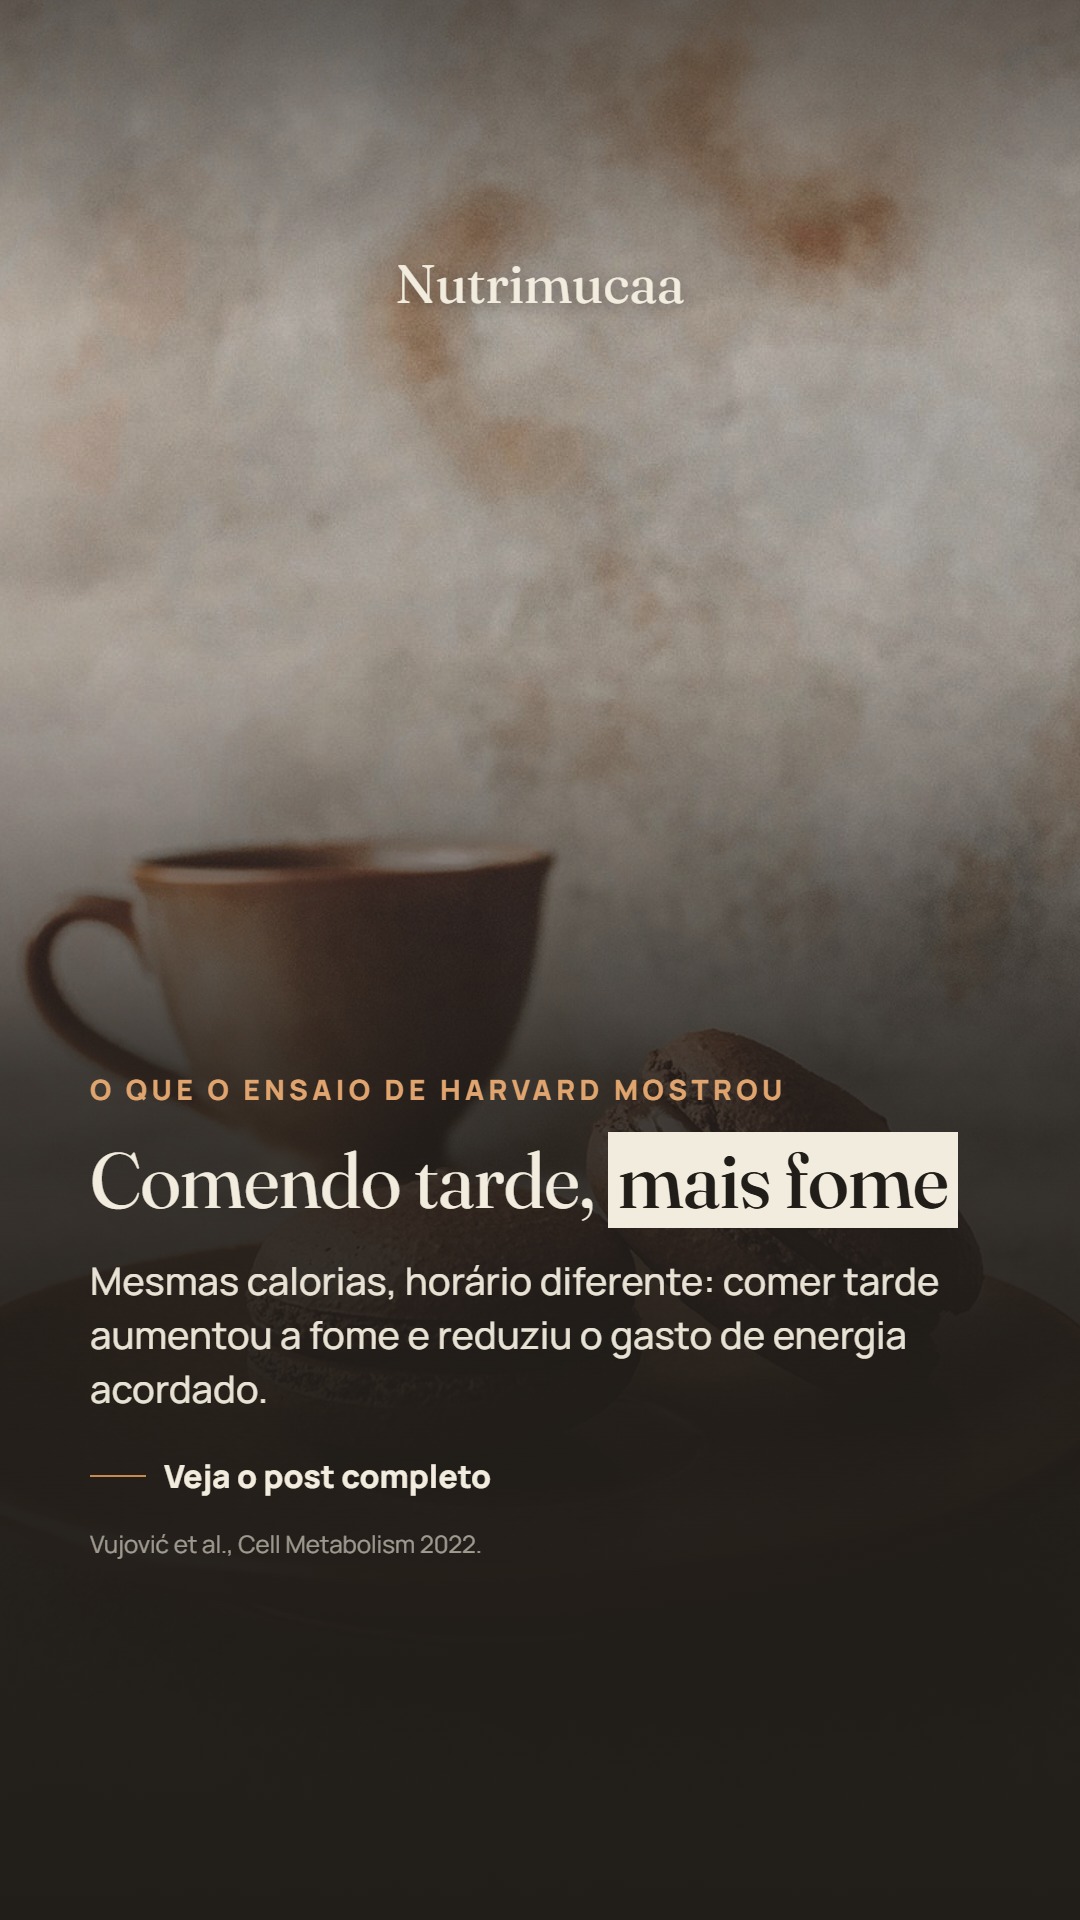 Nutrimucaa
O QUE O ENSAIO DE HARVARD MOSTROU
Comendo tarde, mais fome
Mesmas calorias, horário diferente: comer tarde
aumentou a fome e reduziu o gasto de energia
acordado.
Veja o post completo
Vujović et al., Cell Metabolism 2022.